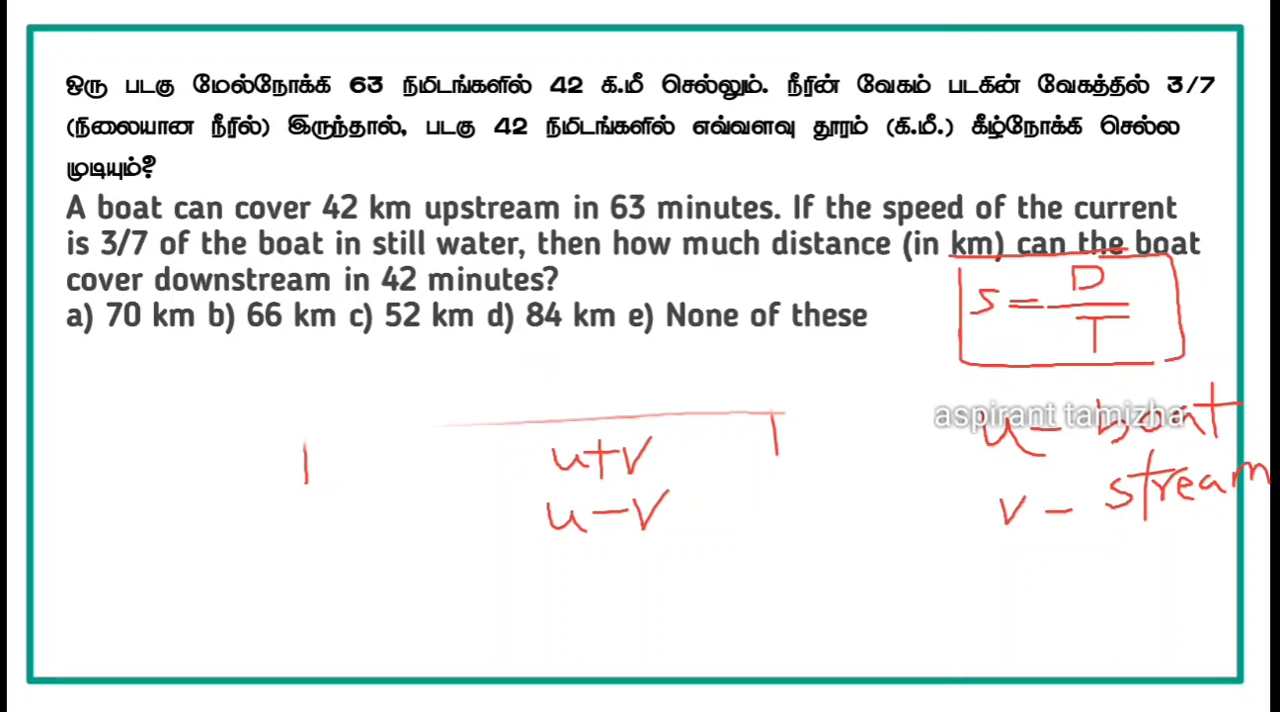 ஒரு படகு மேல்நோக்கி 63 நிமிடங்களில் 42 கி.மீ செல்லும். நீரின் வேகம் படகின் வேகத்தில் 3/7
(நிலையான நீரில்) இருந்தால், படகு 42 நிமிடங்களில் எவ்வளவு தூரம் (கி.மீ.) கீழ்நோக்கி செல்ல
முடியும்?
A boat can cover 42 km upstream in 63 minutes. If the speed of the current
is 3/7 of the boat in still water, then how much distance (in km) can the boat
cover downstream in 42 minutes?
a) 70 km b) 66 km c) 52 km d) 84 km e) None of these
S = D
T
aspirant tamizha
u - boat
v - stream
u+v
u-v